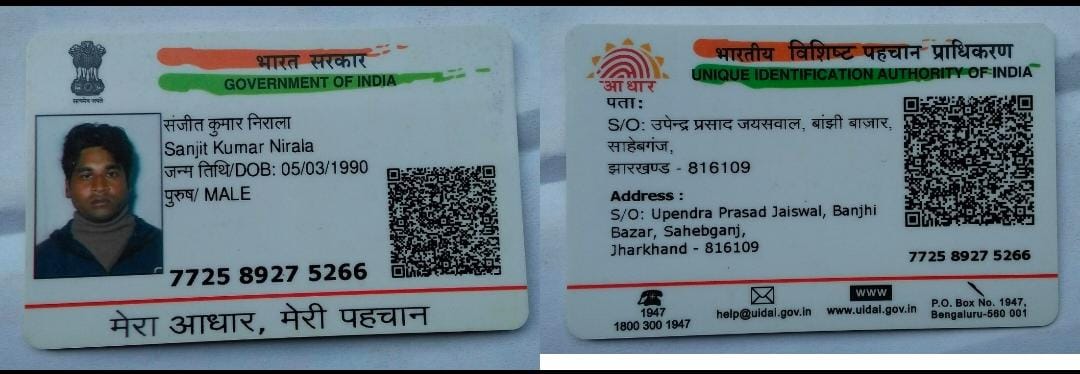 भारत सरकार
GOVERNMENT OF INDIA
सत्यमेव जयते
संजीत कुमार निराला
Sanjit Kumar Nirala
जन्म तिथि/DOB: 05/03/1990
पुरुष/ MALE
7725 8927 5266
मेरा आधार, मेरी पहचान
भारतीय विशिष्ट पहचान प्राधिकरण
UNIQUE IDENTIFICATION AUTHORITY OF INDIA
आधार
पता:
S/O: उपेन्द्र प्रसाद जयसवाल, बांझी बाजार,
साहेबगंज,
झारखण्ड - 816109
Address :
S/O: Upendra Prasad Jaiswal, Banjhi
Bazar, Sahebganj,
Jharkhand - 816109
7725 8927 5266
1947
1800 300 1947
help@uidai.gov.in
www
www.uidai.gov.in
P.O. Box No. 1947,
Bengaluru-560 001